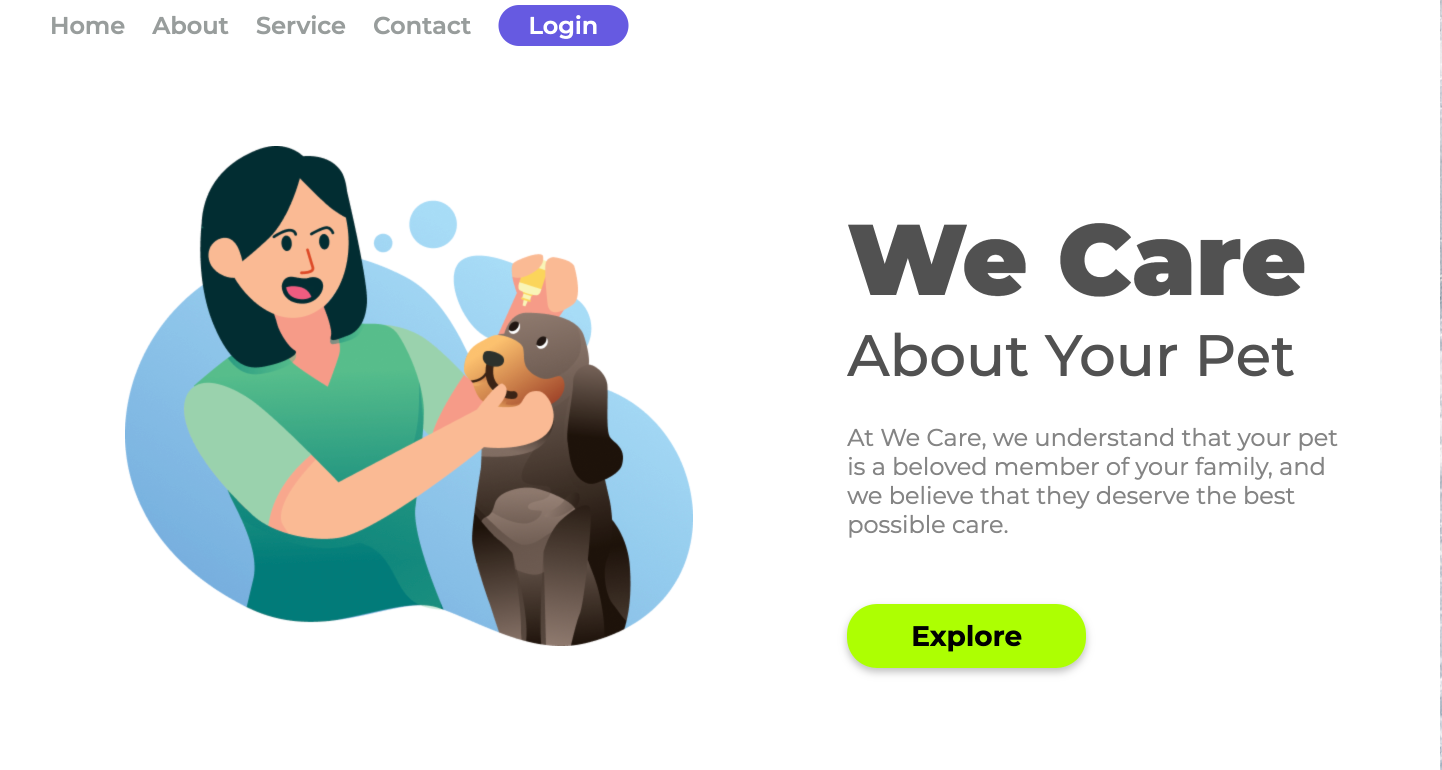 Home About Service Contact Login
We Care
About Your Pet
At We Care, we understand that your pet
is a beloved member of your family, and
we believe that they deserve the best
possible care.
Explore